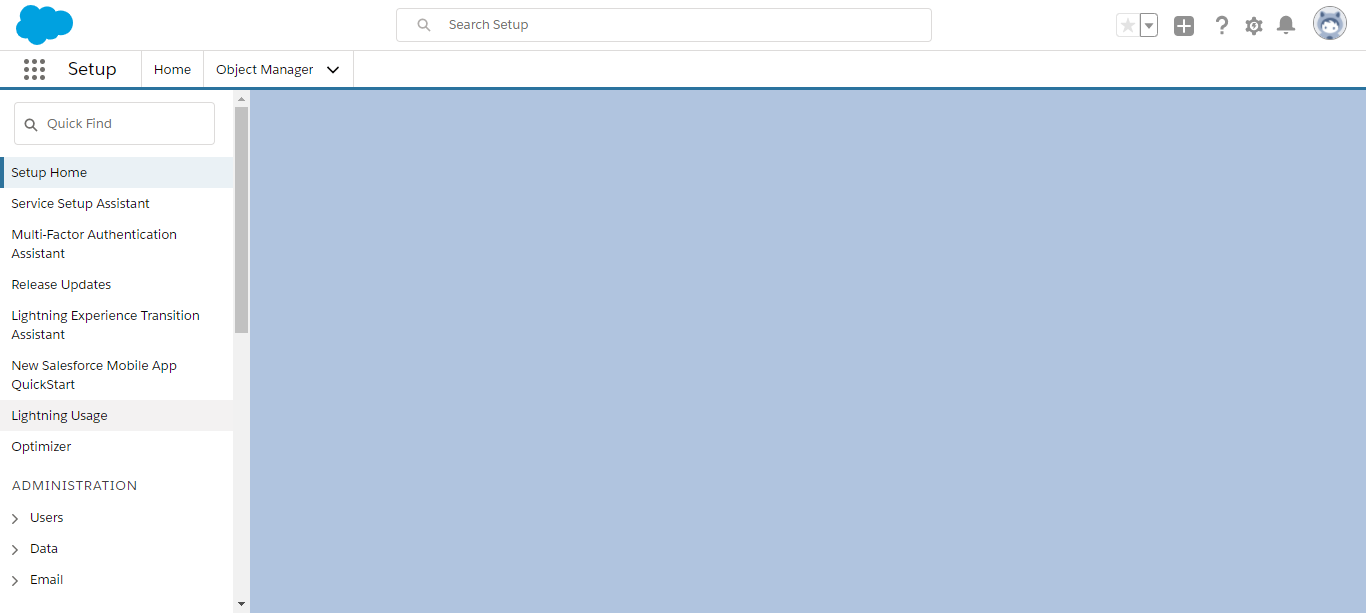 Search Setup
Setup
Home
Object Manager
Quick Find
Setup Home
Service Setup Assistant
Multi-Factor Authentication
Assistant
Release Updates
Lightning Experience Transition
Assistant
New Salesforce Mobile App
QuickStart
Lightning Usage
Optimizer
ADMINISTRATION
Users
Data
Email